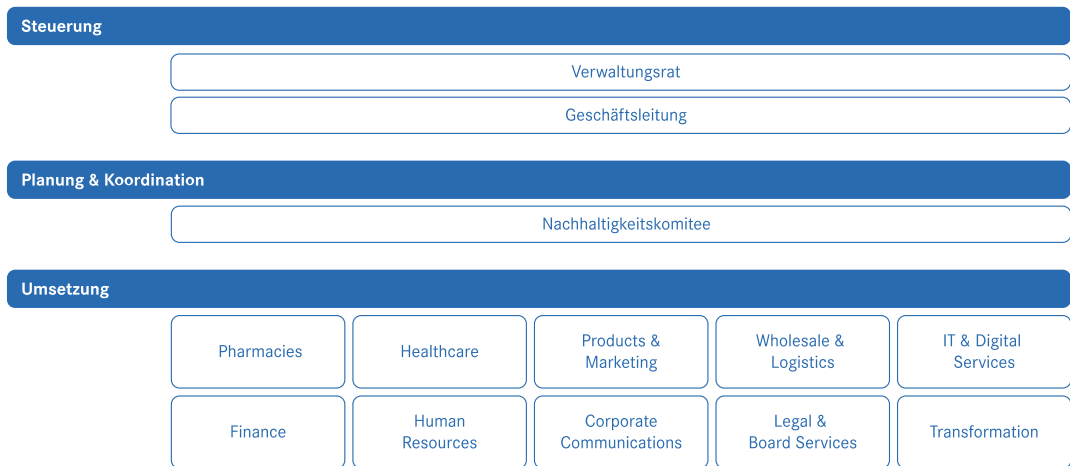 Steuerung
Verwaltungsrat
Geschäftsleitung
Planung & Koordination
Nachhaltigkeitskomitee
Umsetzung
Pharmacies
Healthcare
Products &
Marketing
Wholesale &
Logistics
IT & Digital
Services
Finance
Human
Resources
Corporate
Communications
Legal &
Board Services
Transformation